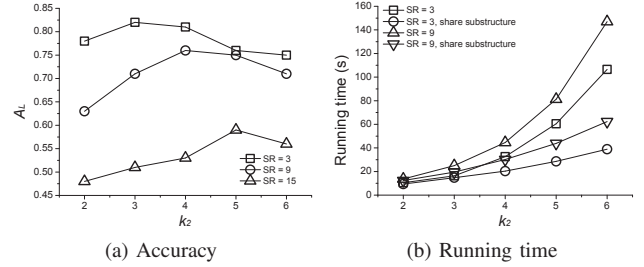 0.85
0.80
0.75
0.70
0.65
0.60
0.55
0.50
0.45
A_L
2 3 4 5 6
k_2
SR = 3
SR = 9
SR = 15
(a) Accuracy
160
140
120
100
80
60
40
20
0
Running time (s)
2 3 4 5 6
k_2
SR = 3
SR = 3, share substructure
SR = 9
SR = 9, share substructure
(b) Running time